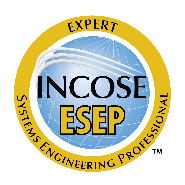 EXPERT
INCOSE
ESEP
SYSTEMS ENGINEERING PROFESSIONAL
TM